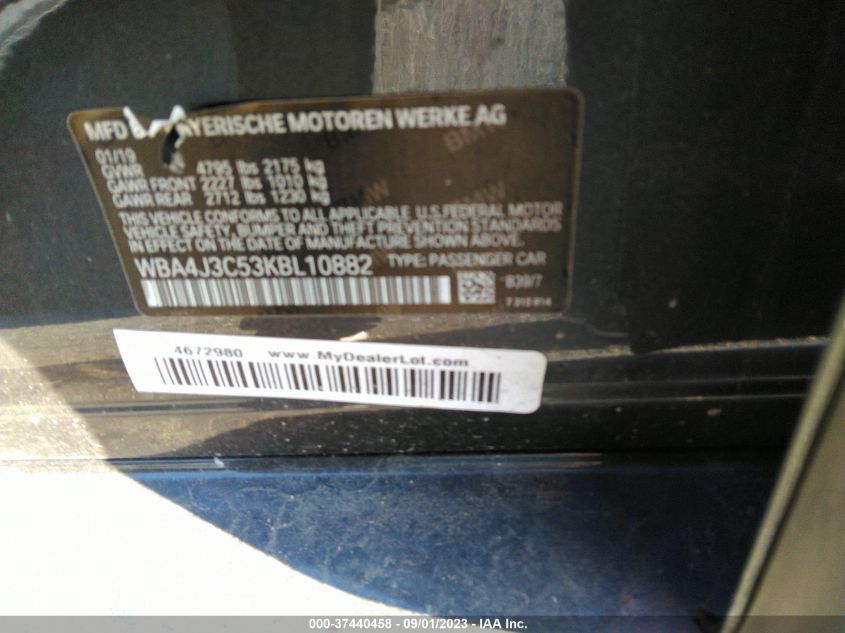 MFD BAYERISCHE MOTOREN WERKE AG
01/19
GVWR 4795 lbs 2175 kg
GAWR FRONT 2227 lbs 1010 kg
GAWR REAR 2712 lbs 1230 kg
THIS VEHICLE CONFORMS TO ALL APPLICABLE U.S. FEDERAL MOTOR
VEHICLE SAFETY, BUMPER AND THEFT PREVENTION STANDARDS
IN EFFECT ON THE DATE OF MANUFACTURE SHOWN ABOVE.
WBA4J3C53KBL10882 TYPE: PASSENGER CAR
4672980 www.MyDealerLot.com
000-37440458 - 09/01/2023 - © IAA, Inc.